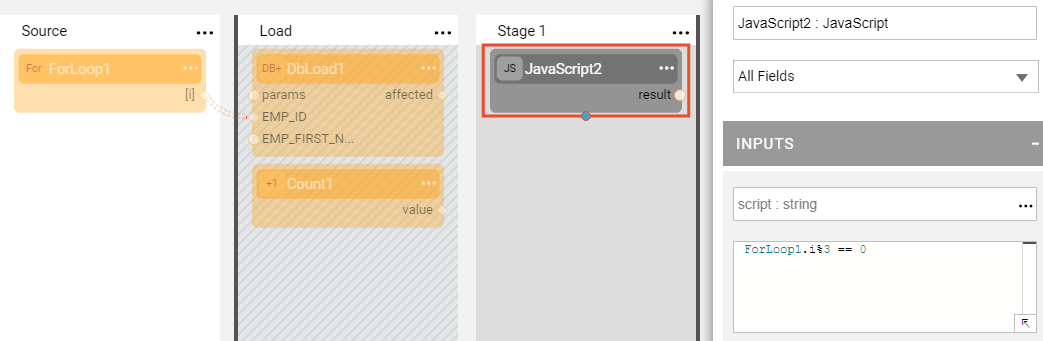 Source
For ForLoop1
[i]
Load
DB+ DbLoad1
params affected
EMP_ID
EMP_FIRST_N...
+1 Count1
value
Stage 1
JS JavaScript2
result
JavaScript2 : JavaScript
All Fields
INPUTS
script : string
ForLoop1.i%3 == 0